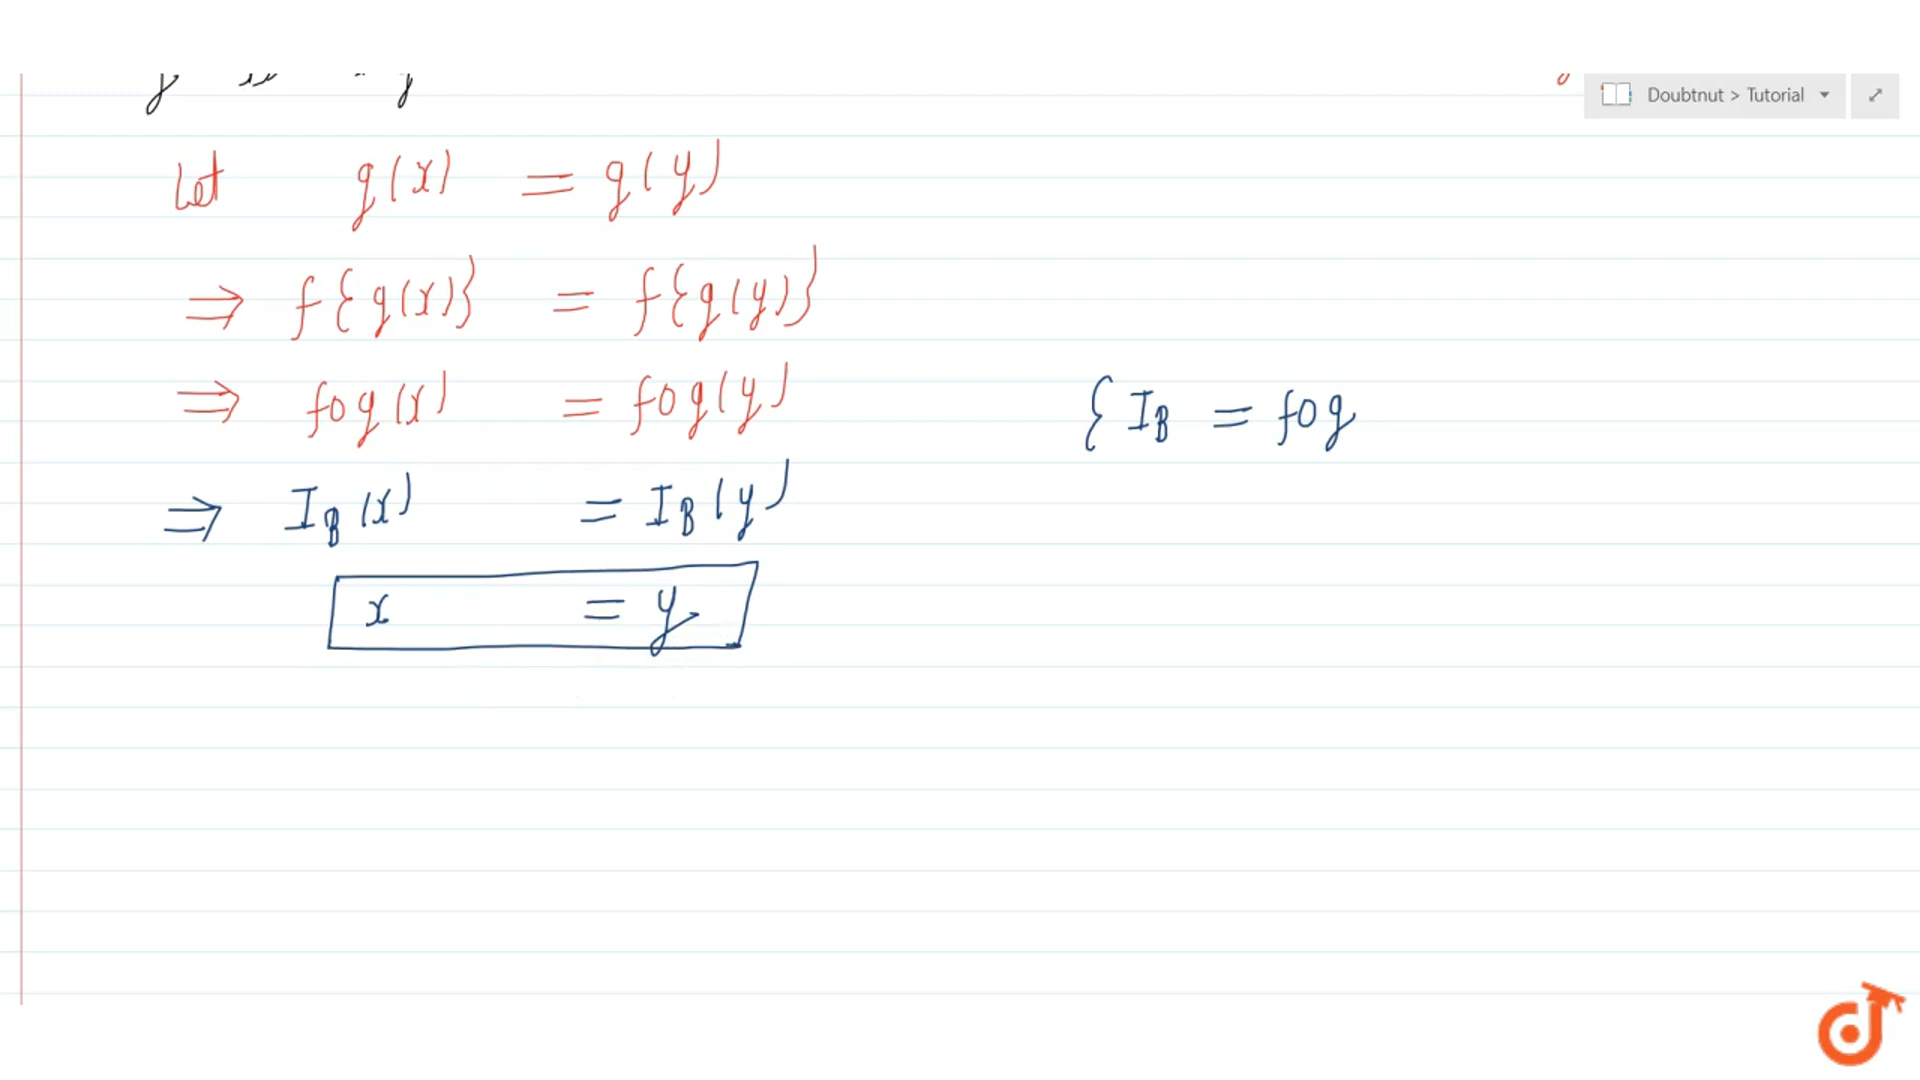 Doubtnut > Tutorial
Let g(x) = g(y)
⇒ f{g(x)} = f{g(y)}
⇒ fog(x) = fog(y) {I_B = fog
⇒ I_B(x) = I_B(y)
x = y